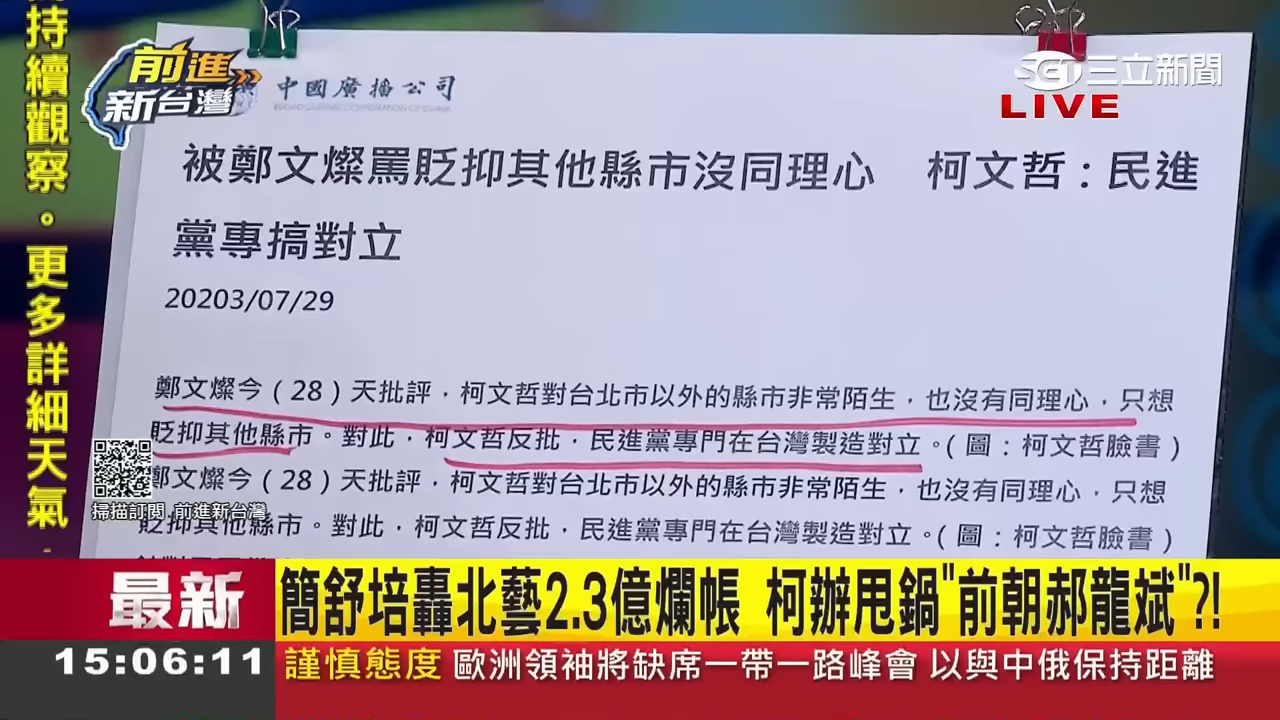 持續觀察。更多詳細天氣
前進
新台灣
中國廣播公司
BROADCASTING CORPORATION OF CHINA
SET三立新聞
LIVE
被鄭文燦罵貶抑其他縣市沒同理心 柯文哲：民進
黨專搞對立
20203/07/29
鄭文燦今（28）天批評，柯文哲對台北市以外的縣市非常陌生，也沒有同理心，只想
貶抑其他縣市。對此，柯文哲反批，民進黨專門在台灣製造對立。（圖：柯文哲臉書）
鄭文燦今（28）天批評，柯文哲對台北市以外的縣市非常陌生，也沒有同理心，只想
貶抑其他縣市。對此，柯文哲反批，民進黨專門在台灣製造對立。（圖：柯文哲臉書）
掃描訂閱 前進新台灣
最新
簡舒培轟北藝2.3億爛帳 柯辦甩鍋"前朝郝龍斌"?!
15:06:11
謹慎態度 歐洲領袖將缺席一帶一路峰會 以與中俄保持距離